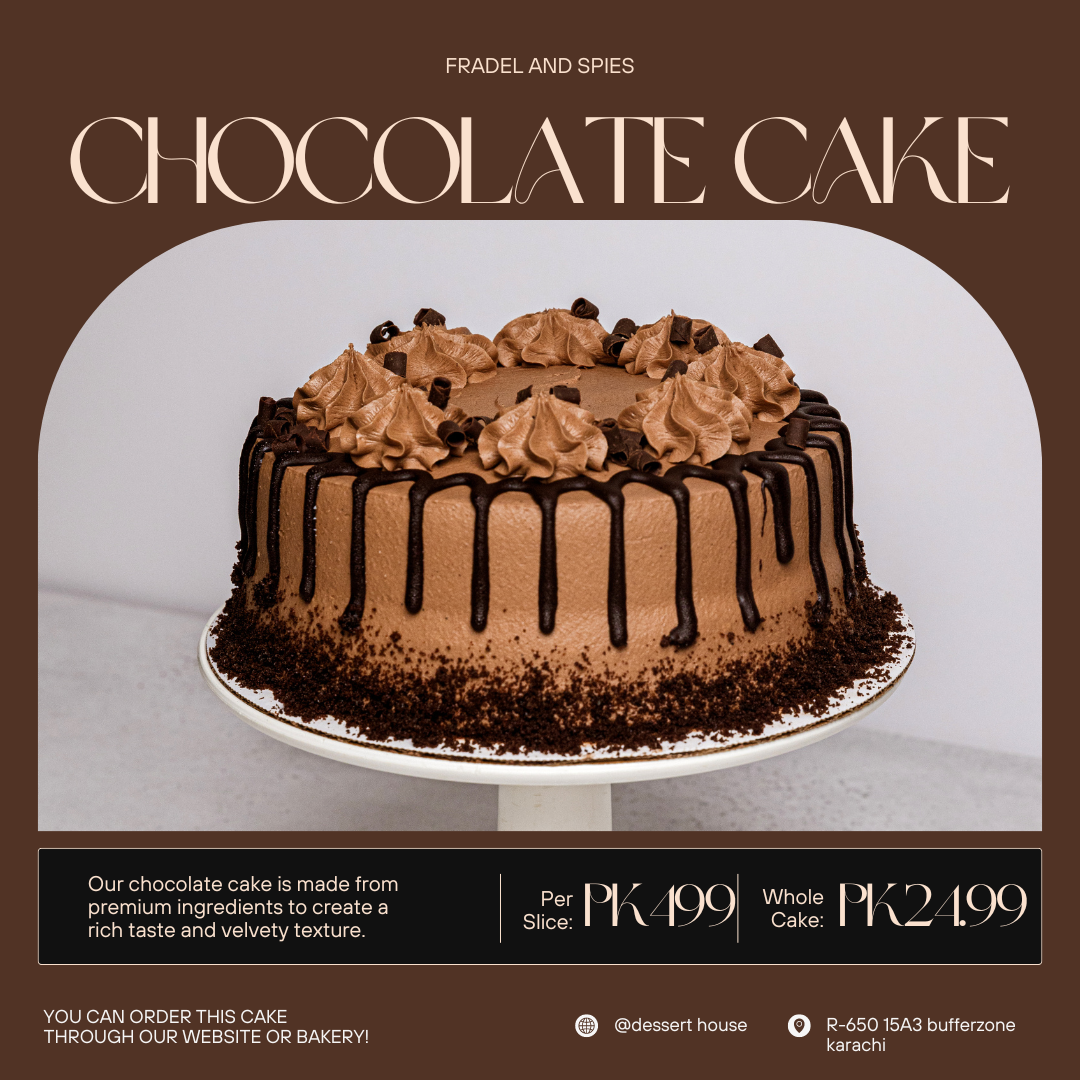 FRADEL AND SPIES
CHOCOLATE CAKE
Our chocolate cake is made from
premium ingredients to create a
rich taste and velvety texture.
Per
Slice:
PK499
Whole
Cake:
PK24.99
YOU CAN ORDER THIS CAKE
THROUGH OUR WEBSITE OR BAKERY!
@dessert house
R-650 15A3 bufferzone
karachi